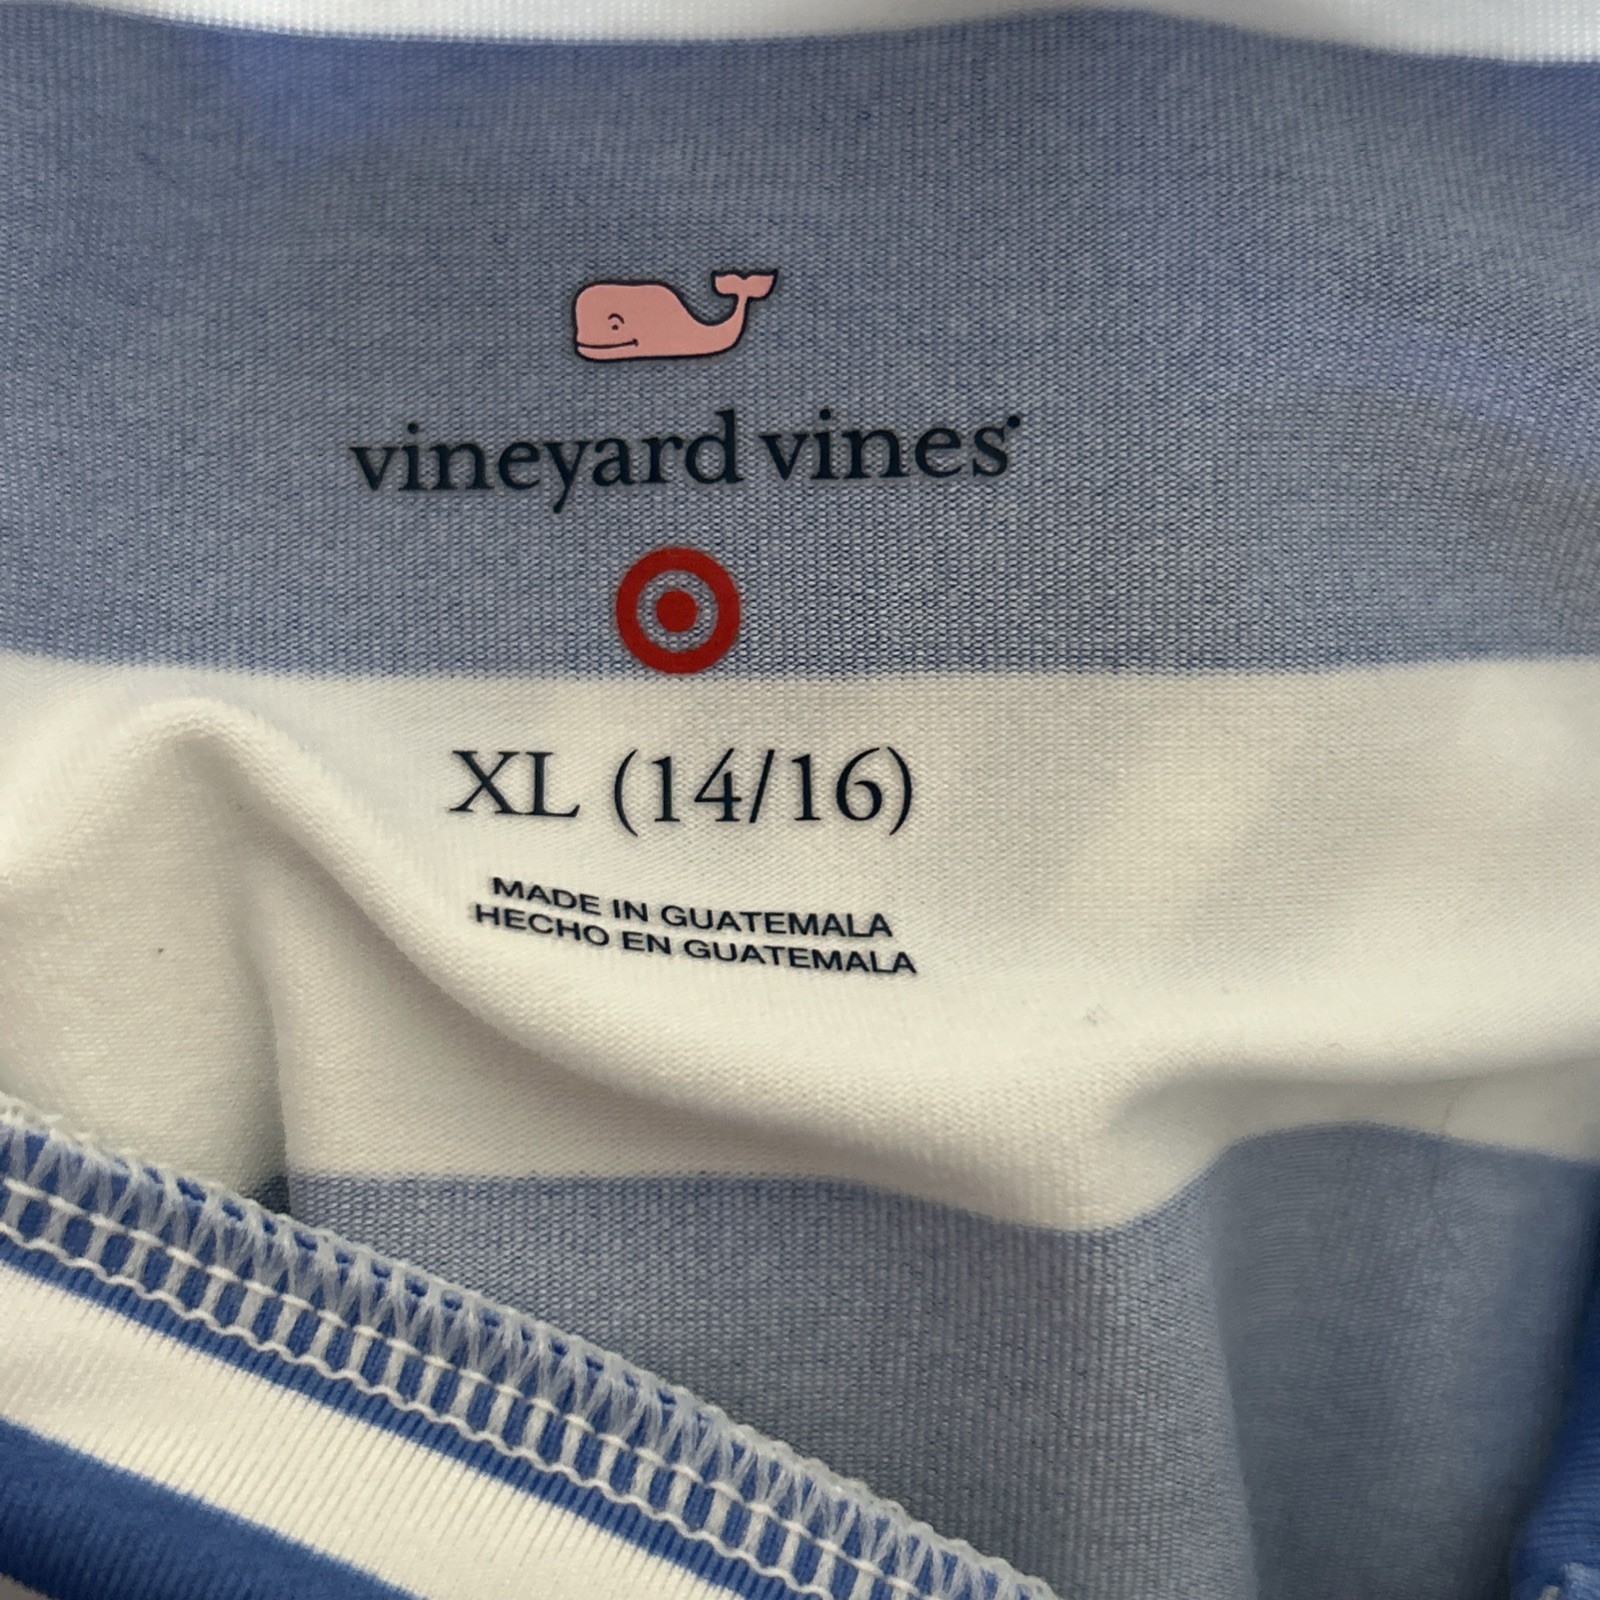 vineyard vines
XL (14/16)
MADE IN GUATEMALA
HECHO EN GUATEMALA